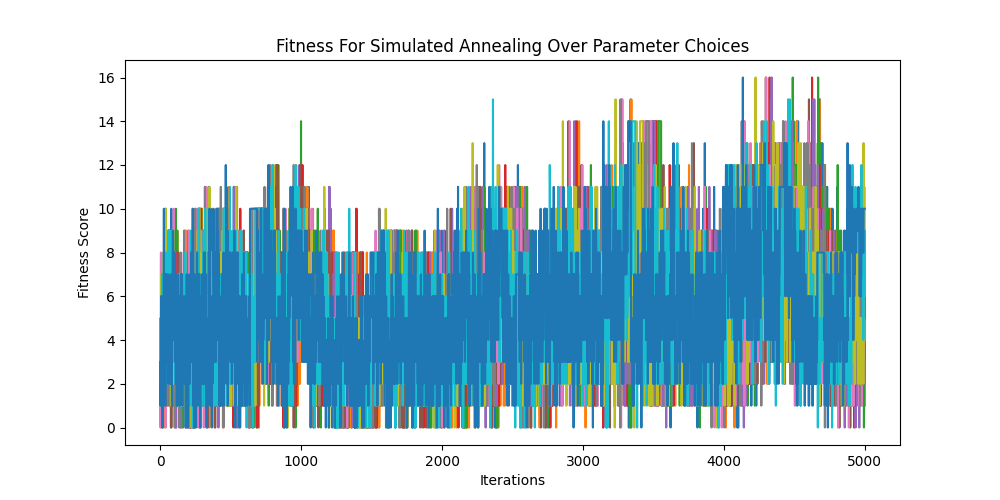 Fitness For Simulated Annealing Over Parameter Choices
Fitness Score
16
14
12
10
8
6
4
2
0
0 1000 2000 3000 4000 5000
Iterations